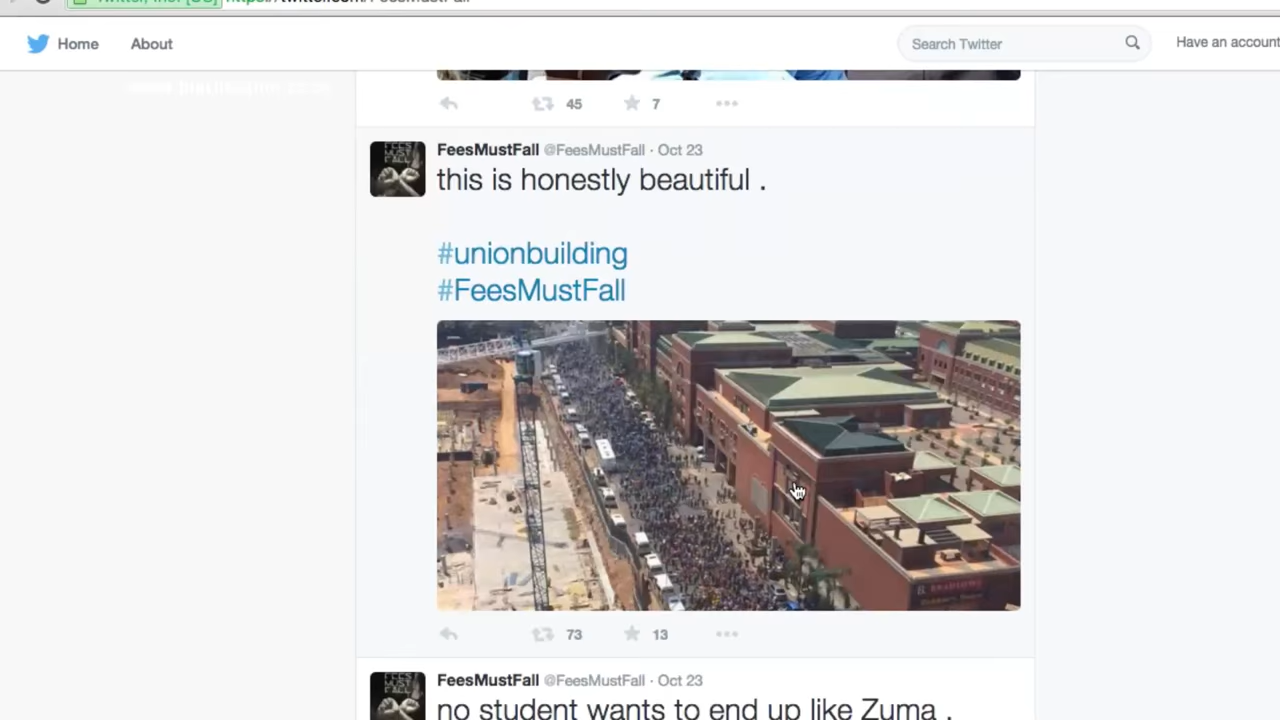 Home
About
Search Twitter
Have an account
45
7
FeesMustFall @FeesMustFall · Oct 23
this is honestly beautiful .
#unionbuilding
#FeesMustFall
73
13
FeesMustFall @FeesMustFall · Oct 23
no student wants to end up like Zuma .